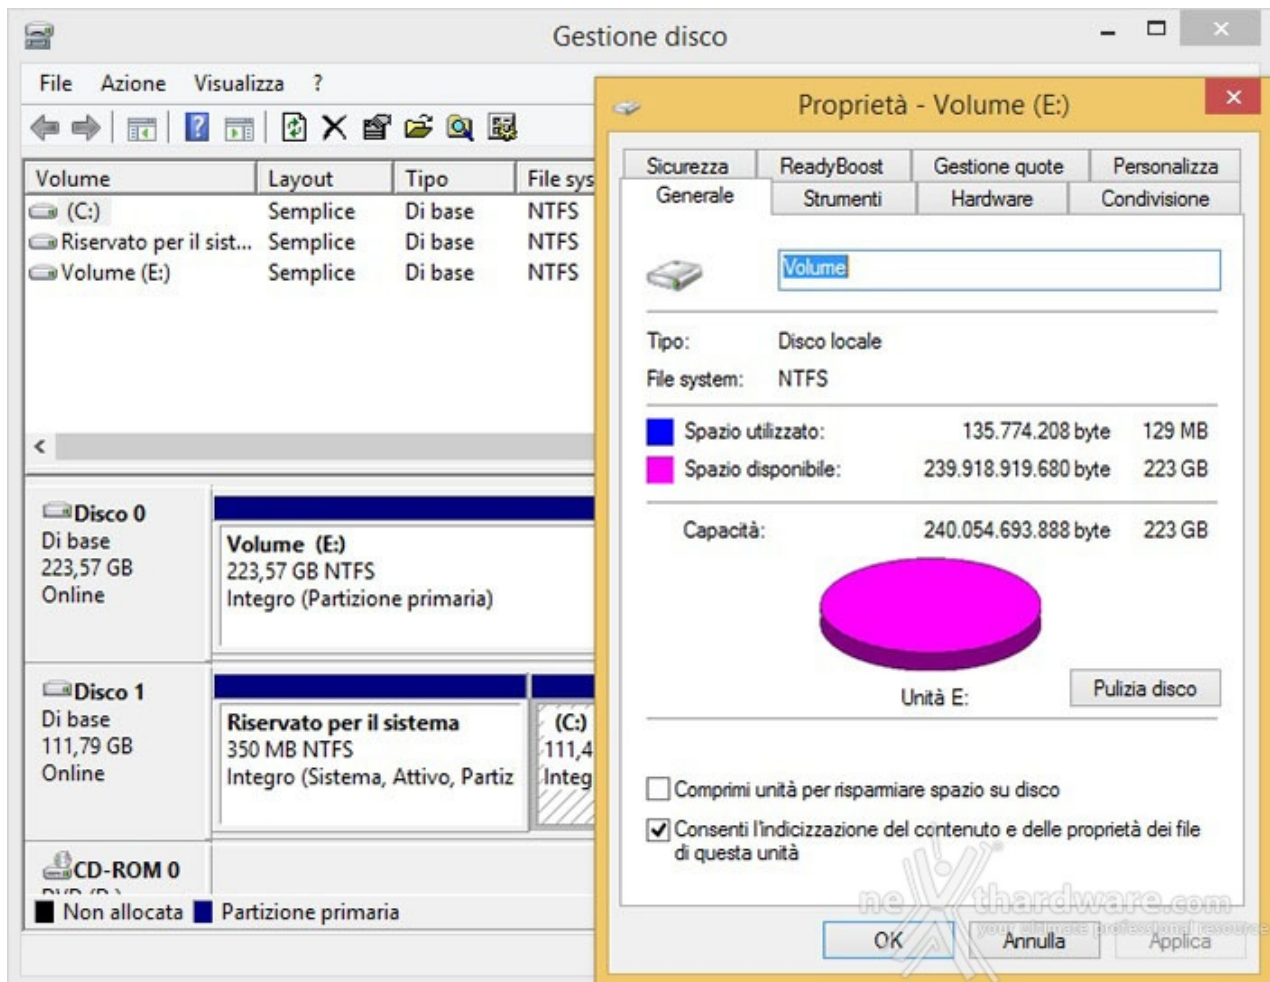 Gestione disco
File Azione Visualizza ?
Volume Layout Tipo File sys
(C:) Semplice Di base NTFS
Riservato per il sist... Semplice Di base NTFS
Volume (E:) Semplice Di base NTFS
Disco 0
Di base
223,57 GB
Online
Volume (E:)
223,57 GB NTFS
Integro (Partizione primaria)
Disco 1
Di base
111,79 GB
Online
Riservato per il sistema
350 MB NTFS
Integro (Sistema, Attivo, Partiz
(C:)
111,4
Integ
CD-ROM 0
Non allocata Partizione primaria
Proprietà - Volume (E:)
Sicurezza ReadyBoost Gestione quote Personalizza
Generale Strumenti Hardware Condivisione
Volume
Tipo: Disco locale
File system: NTFS
Spazio utilizzato: 135.774.208 byte 129 MB
Spazio disponibile: 239.918.919.680 byte 223 GB
Capacità: 240.054.693.888 byte 223 GB
Unità E:
Pulizia disco
Comprimi unità per risparmiare spazio su disco
Consenti l'indicizzazione del contenuto e delle proprietà dei file
di questa unità
nexthardware.com
your ultimate professional resource
OK Annulla Applica